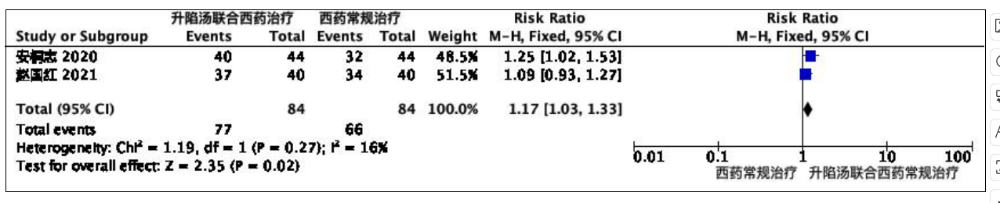 升陷汤联合西药治疗 西药常规治疗 Risk Ratio Risk Ratio
Study or Subgroup Events Total Events Total Weight M-H, Fixed, 95% CI M-H, Fixed, 95% CI
安桐志 2020 40 44 32 44 48.5% 1.25 [1.02, 1.53]
赵国红 2021 37 40 34 40 51.5% 1.09 [0.93, 1.27]
Total (95% CI) 84 84 100.0% 1.17 [1.03, 1.33]
Total events 77 66
Heterogeneity: Chi² = 1.19, df = 1 (P = 0.27); I² = 16%
Test for overall effect: Z = 2.35 (P = 0.02)
0.01 0.1 1 10 100
西药常规治疗 升陷汤联合西药治疗